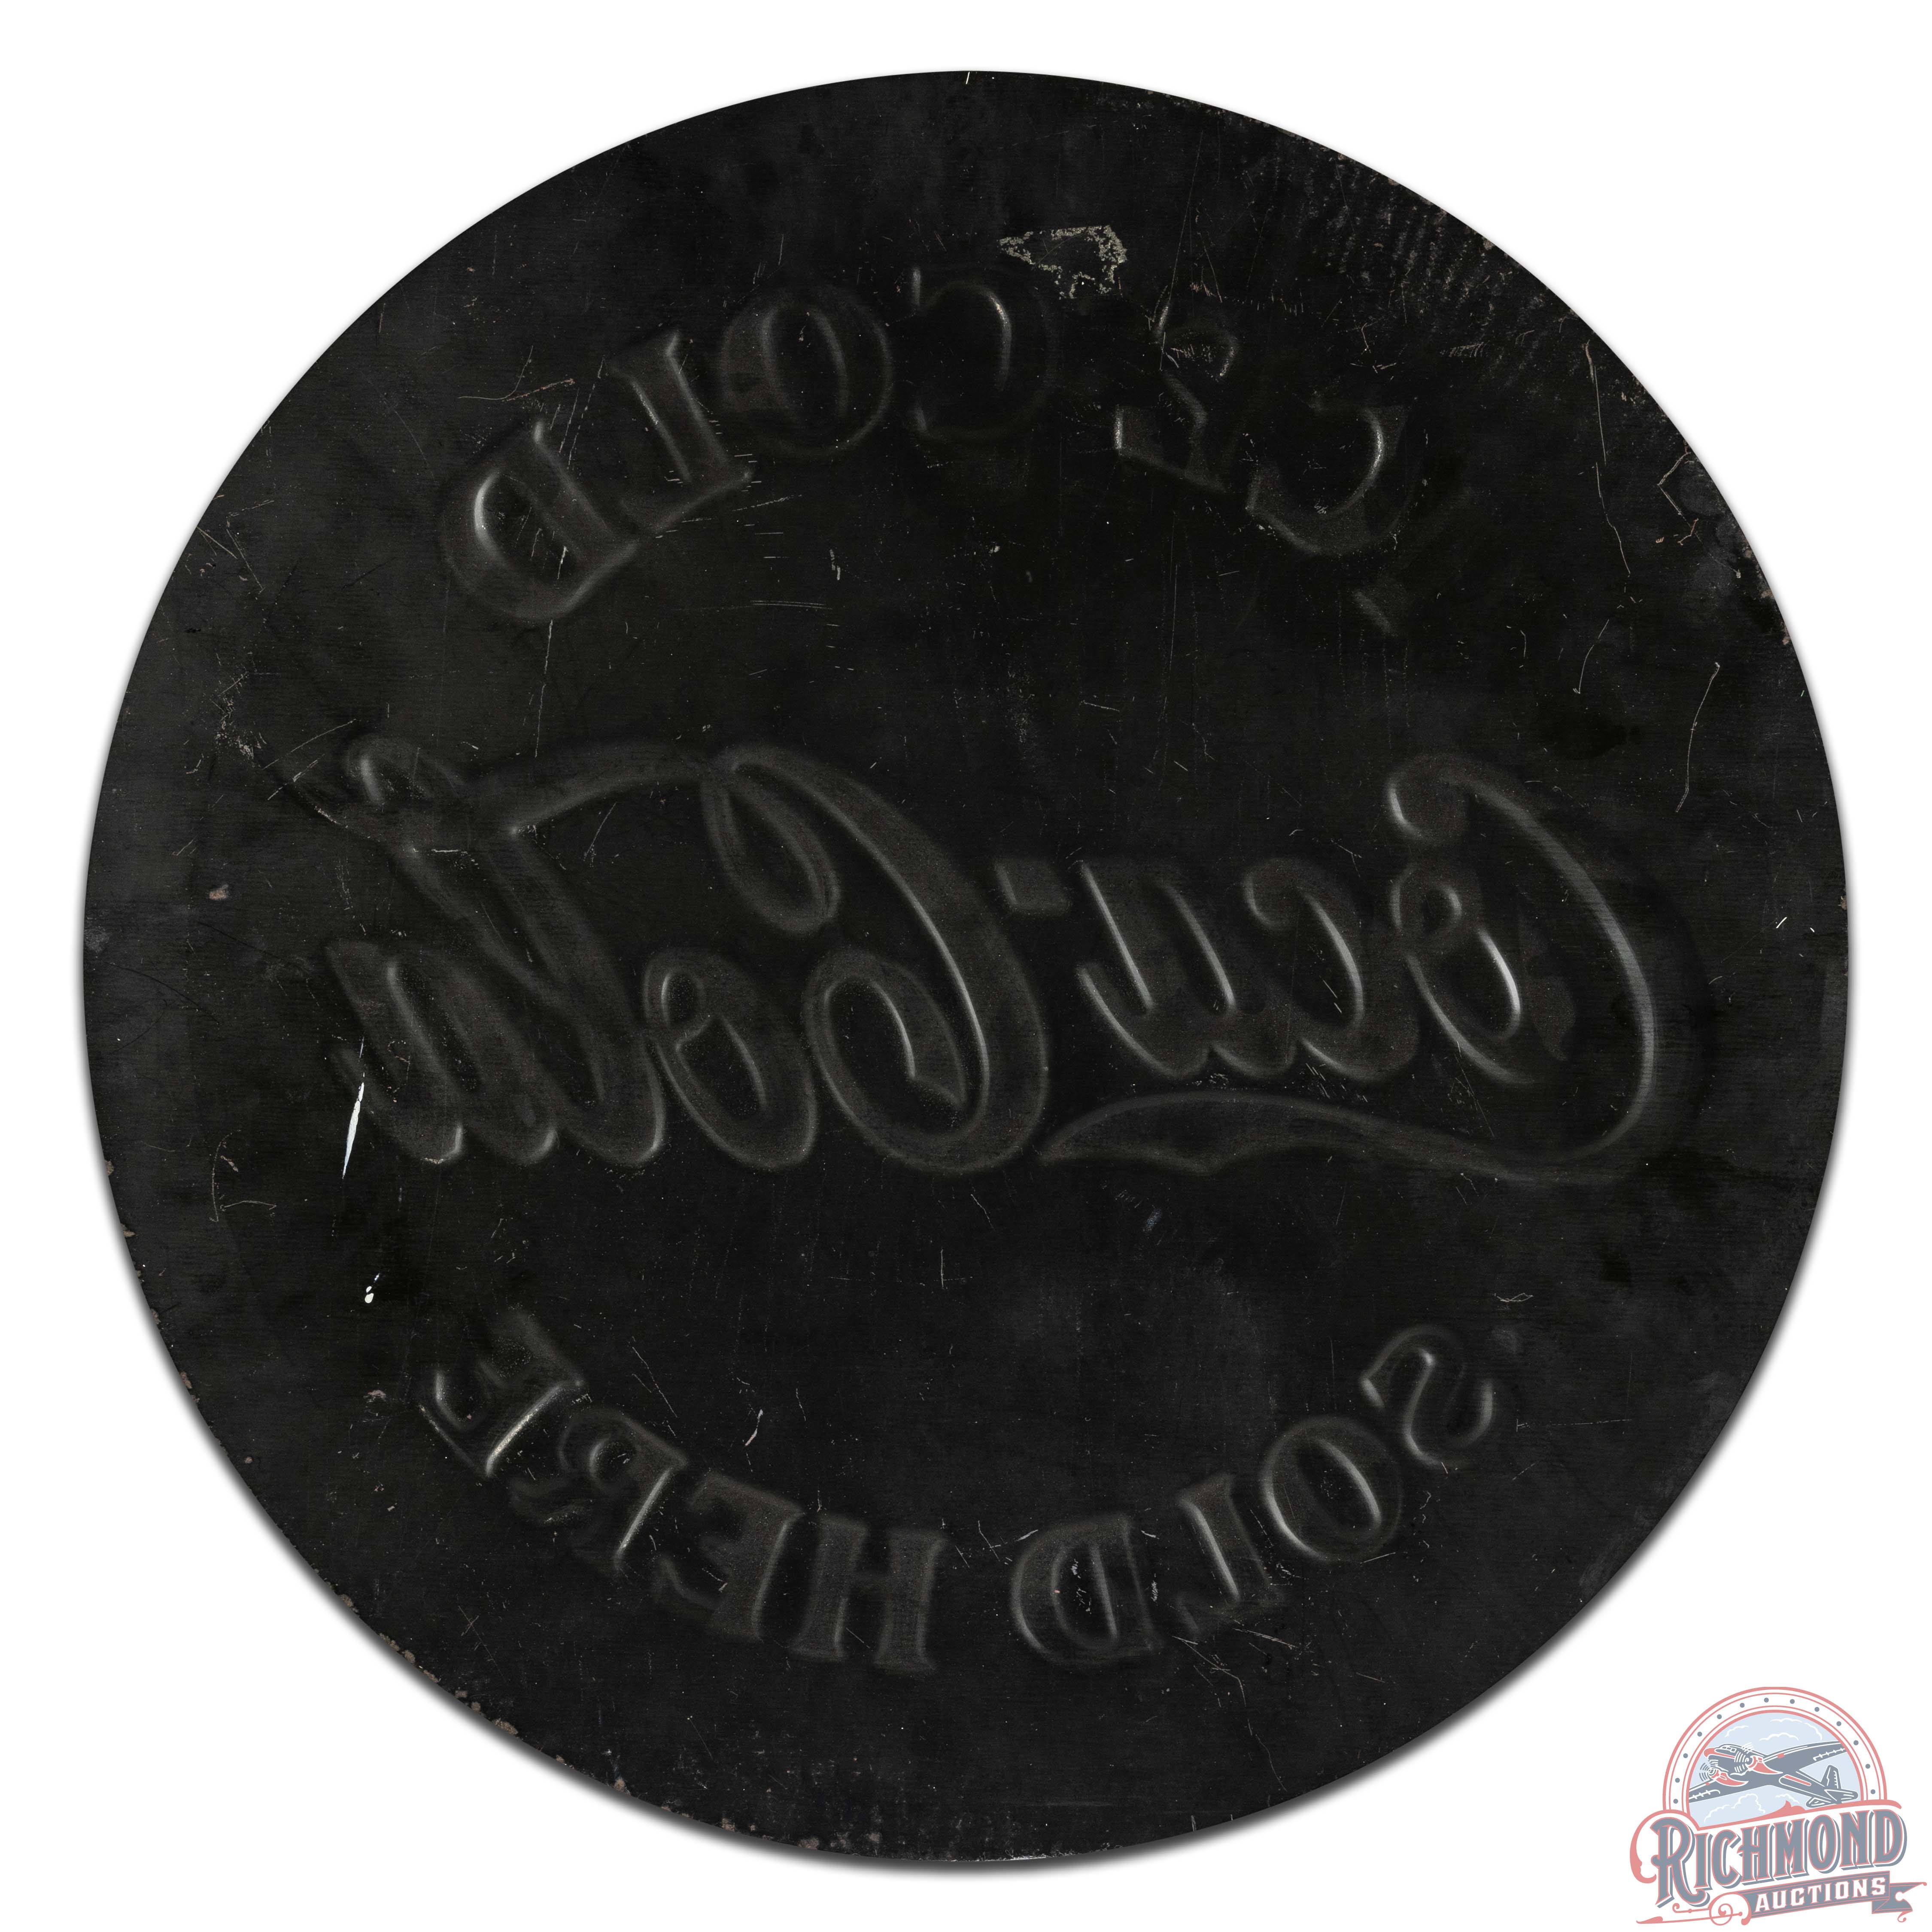 ICE COLD
Coca-Cola
SOLD HERE
RICHMOND
AUCTIONS